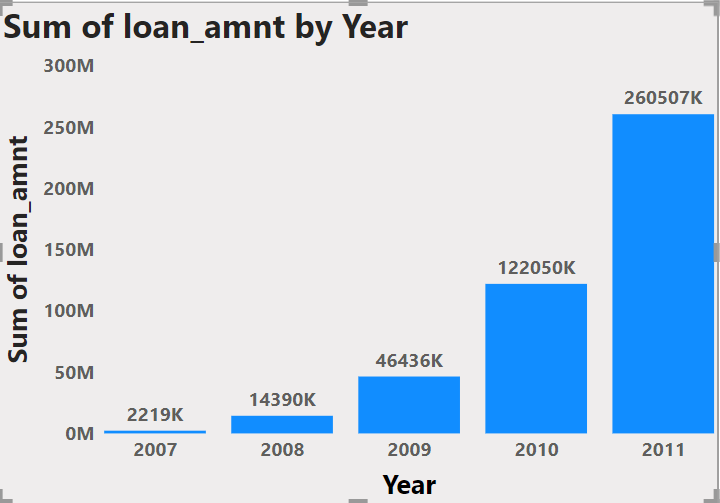 Sum of loan_amnt by Year
300M
250M
200M
150M
100M
50M
0M
Sum of loan_amnt
2219K
14390K
46436K
122050K
260507K
2007 2008 2009 2010 2011
Year